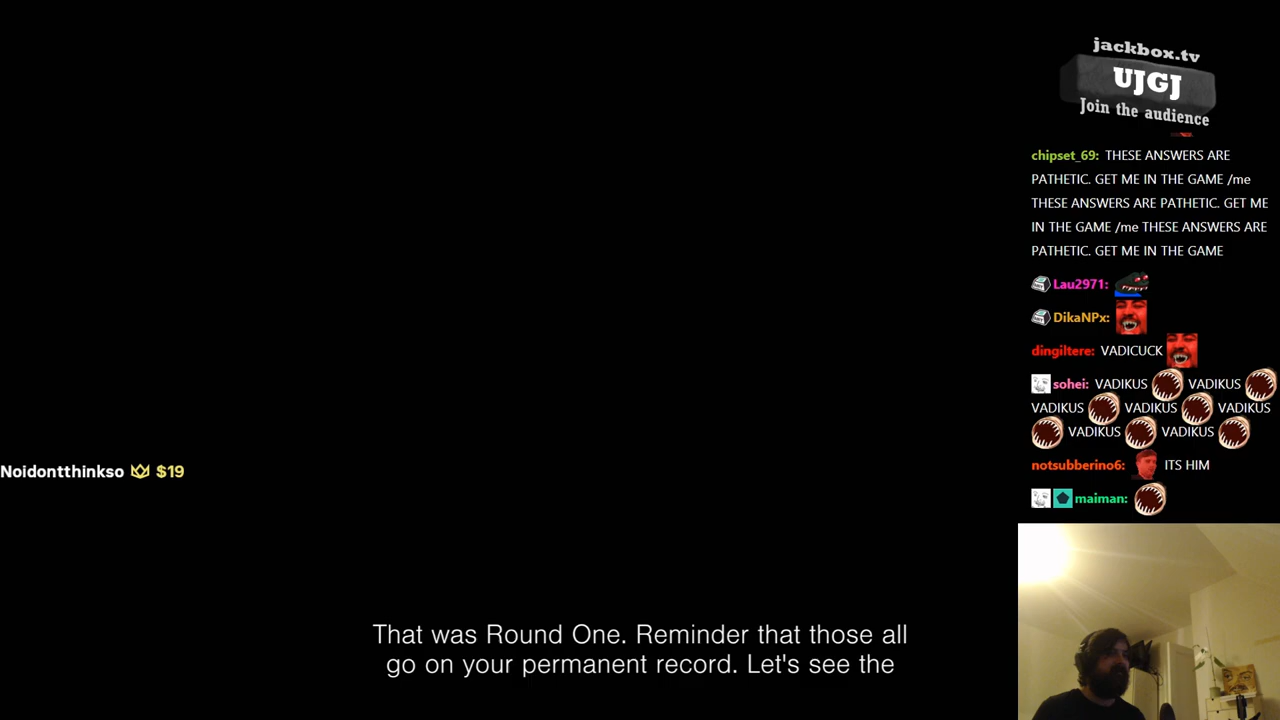 jackbox.tv
UJGJ
Join the audience
chipset_69: THESE ANSWERS ARE
PATHETIC. GET ME IN THE GAME /me
THESE ANSWERS ARE PATHETIC. GET ME
IN THE GAME /me THESE ANSWERS ARE
PATHETIC. GET ME IN THE GAME
Lau2971:
DikaNPx:
dingiltere: VADICUCK
sohei: VADIKUS VADIKUS
VADIKUS VADIKUS VADIKUS
VADIKUS VADIKUS
notsubberino6: ITS HIM
maiman:
Noidontthinkso $19
That was Round One. Reminder that those all
go on your permanent record. Let's see the